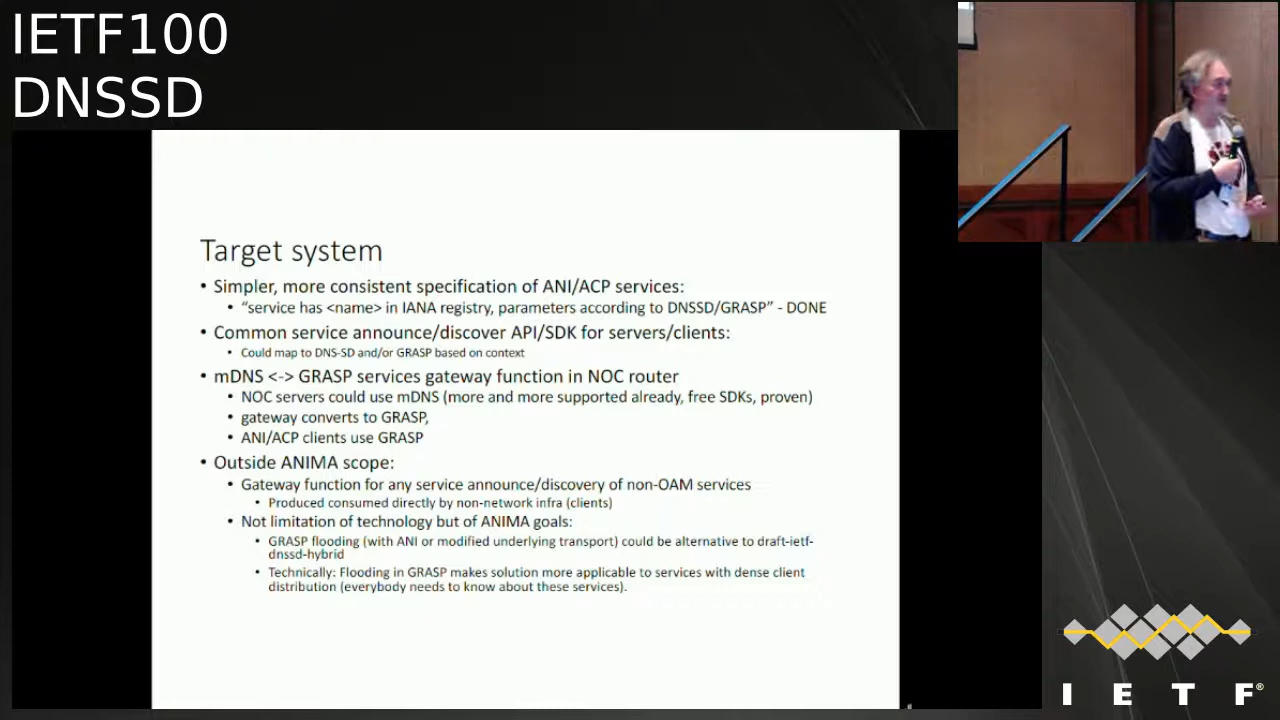 IETF100
DNSSD
Target system
• Simpler, more consistent specification of ANI/ACP services:
• “service has <name> in IANA registry, parameters according to DNSSD/GRASP” - DONE
• Common service announce/discover API/SDK for servers/clients:
• Could map to DNS-SD and/or GRASP based on context
• mDNS <-> GRASP services gateway function in NOC router
• NOC servers could use mDNS (more and more supported already, free SDKs, proven)
• gateway converts to GRASP,
• ANI/ACP clients use GRASP
• Outside ANIMA scope:
• Gateway function for any service announce/discovery of non-OAM services
• Produced consumed directly by non-network infra (clients)
• Not limitation of technology but of ANIMA goals:
• GRASP flooding (with ANI or modified underlying transport) could be alternative to draft-ietf-
dnssd-hybrid
• Technically: Flooding in GRASP makes solution more applicable to services with dense client
distribution (everybody needs to know about these services).
I E T F®